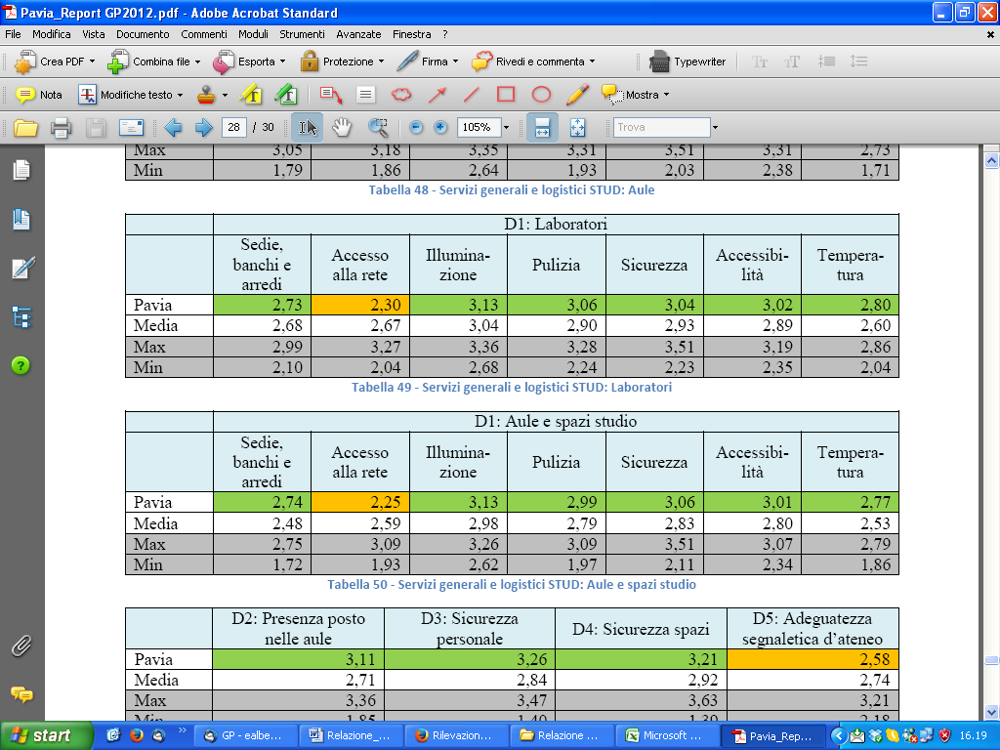 Pavia_Report GP2012.pdf - Adobe Acrobat Standard
File Modifica Vista Documento Commenti Moduli Strumenti Avanzate Finestra ?
Crea PDF Combina file Esporta Protezione Firma Rivedi e commenta Typewriter
Nota Modifiche testo Mostra
28 / 30 105% Trova
Max 3,05 3,18 3,35 3,31 3,51 3,31 2,73
Min 1,79 1,86 2,64 1,93 2,03 2,38 1,71
Tabella 48 - Servizi generali e logistici STUD: Aule
D1: Laboratori
Sedie, banchi e arredi Accesso alla rete Illumina-zione Pulizia Sicurezza Accessibi-lità Tempera-tura
Pavia 2,73 2,30 3,13 3,06 3,04 3,02 2,80
Media 2,68 2,67 3,04 2,90 2,93 2,89 2,60
Max 2,99 3,27 3,36 3,28 3,51 3,19 2,86
Min 2,10 2,04 2,68 2,24 2,23 2,35 2,04
Tabella 49 - Servizi generali e logistici STUD: Laboratori
D1: Aule e spazi studio
Sedie, banchi e arredi Accesso alla rete Illumina-zione Pulizia Sicurezza Accessibi-lità Tempera-tura
Pavia 2,74 2,25 3,13 2,99 3,06 3,01 2,77
Media 2,48 2,59 2,98 2,79 2,83 2,80 2,53
Max 2,75 3,09 3,26 3,09 3,51 3,07 2,79
Min 1,72 1,93 2,62 1,97 2,11 2,34 1,86
Tabella 50 - Servizi generali e logistici STUD: Aule e spazi studio
D2: Presenza posto nelle aule D3: Sicurezza personale D4: Sicurezza spazi D5: Adeguatezza segnaletica d'ateneo
Pavia 3,11 3,26 3,21 2,58
Media 2,71 2,84 2,92 2,74
Max 3,36 3,47 3,63 3,21
Min 1,85 1,40 1,39 2,18
start GP - ealbe... Relazione_... Rilevazion... Relazione ... Microsoft ... Pavia_Rep... 16.19